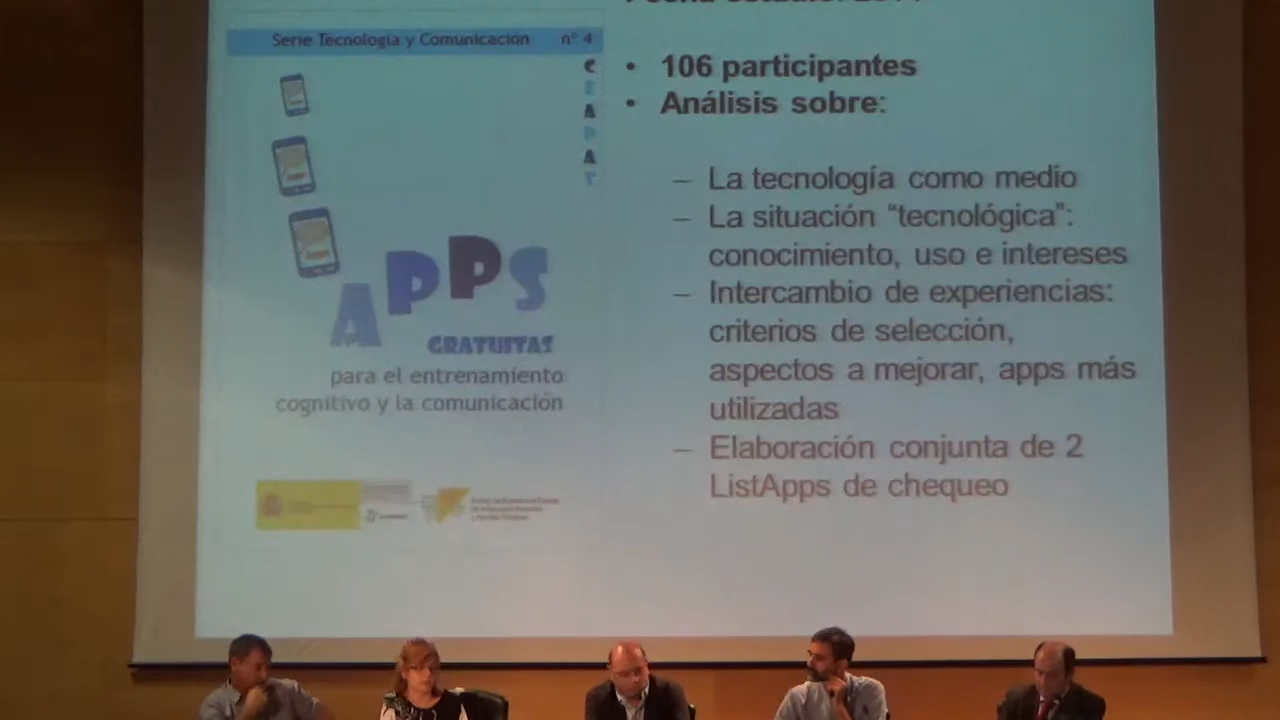 Serie Tecnología y Comunicación nº 4
C
E
A
P
A
T
APPS
GRATUITAS
para el entrenamiento
cognitivo y la comunicación
• 106 participantes
• Análisis sobre:
– La tecnología como medio
– La situación “tecnológica”:
conocimiento, uso e intereses
– Intercambio de experiencias:
criterios de selección,
aspectos a mejorar, apps más
utilizadas
– Elaboración conjunta de 2
ListApps de chequeo